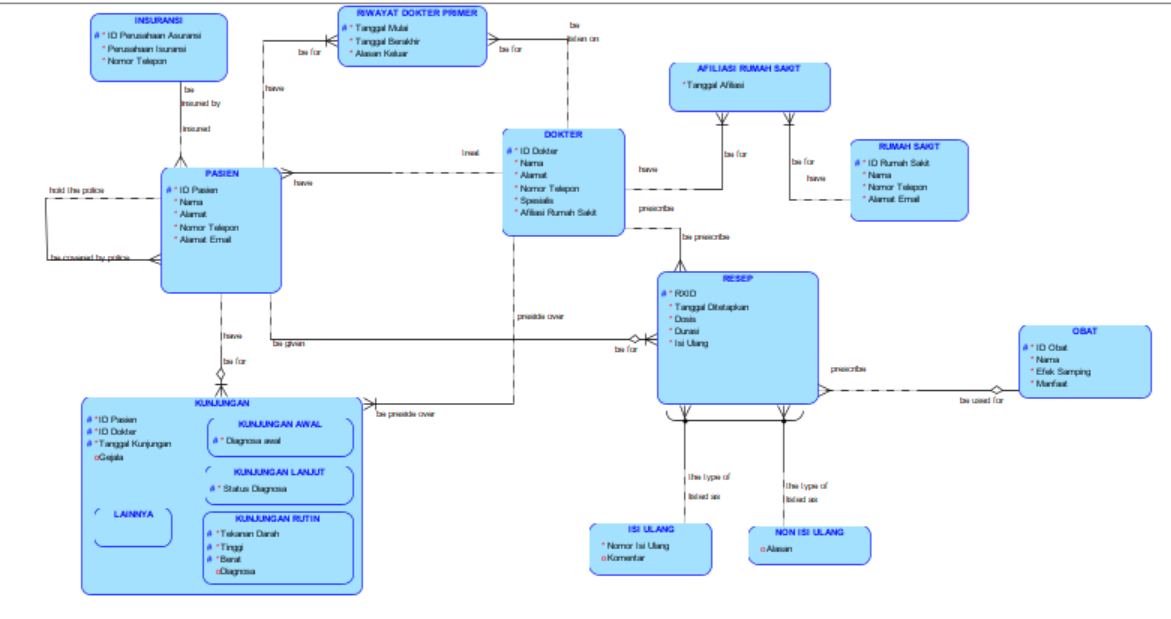 INSURANSI
# * ID Perusahaan Asuransi
* Perusahaan Isuransi
* Nomor Telepon
RIWAYAT DOKTER PRIMER
# * Tanggal Mulai
* Tanggal Berakhir
* Alasan Keluar
be
listen on
be for
be for
have
be
insured by
insured
AFILIASI RUMAH SAKIT
*Tanggal Afiliasi
DOKTER
# * ID Dokter
* Nama
* Alamat
* Nomor Telepon
* Spesialis
* Afiliasi Rumah Sakit
RUMAH SAKIT
# * ID Rumah Sakit
* Nama
* Nomor Telepon
* Alamat Email
be for
be for
have
have
treat
have
prescribe
be prescribe
PASIEN
# * ID Pasien
* Nama
* Alamat
* Nomor Telepon
* Alamat Email
hold the police
be covered by police
RESEP
# * RXID
* Tanggal Ditetapkan
* Dosis
* Durasi
* Isi Ulang
preside over
have
be given
be for
be for
OBAT
# * ID Obat
* Nama
* Efek Samping
* Manfaat
prescribe
be used for
be preside over
KUNJUNGAN
# *ID Pasien
# *ID Dokter
# *Tanggal Kunjungan
oGejala
KUNJUNGAN AWAL
# * Diagnosa awal
KUNJUNGAN LANJUT
# * Status Diagnosa
LAINNYA
KUNJUNGAN RUTIN
# *Tekanan Darah
# *Tinggi
# *Berat
oDiagnosa
the type of
listed as
the type of
listed as
ISI ULANG
* Nomor Isi Ulang
oKomentar
NON ISI ULANG
oAlasan